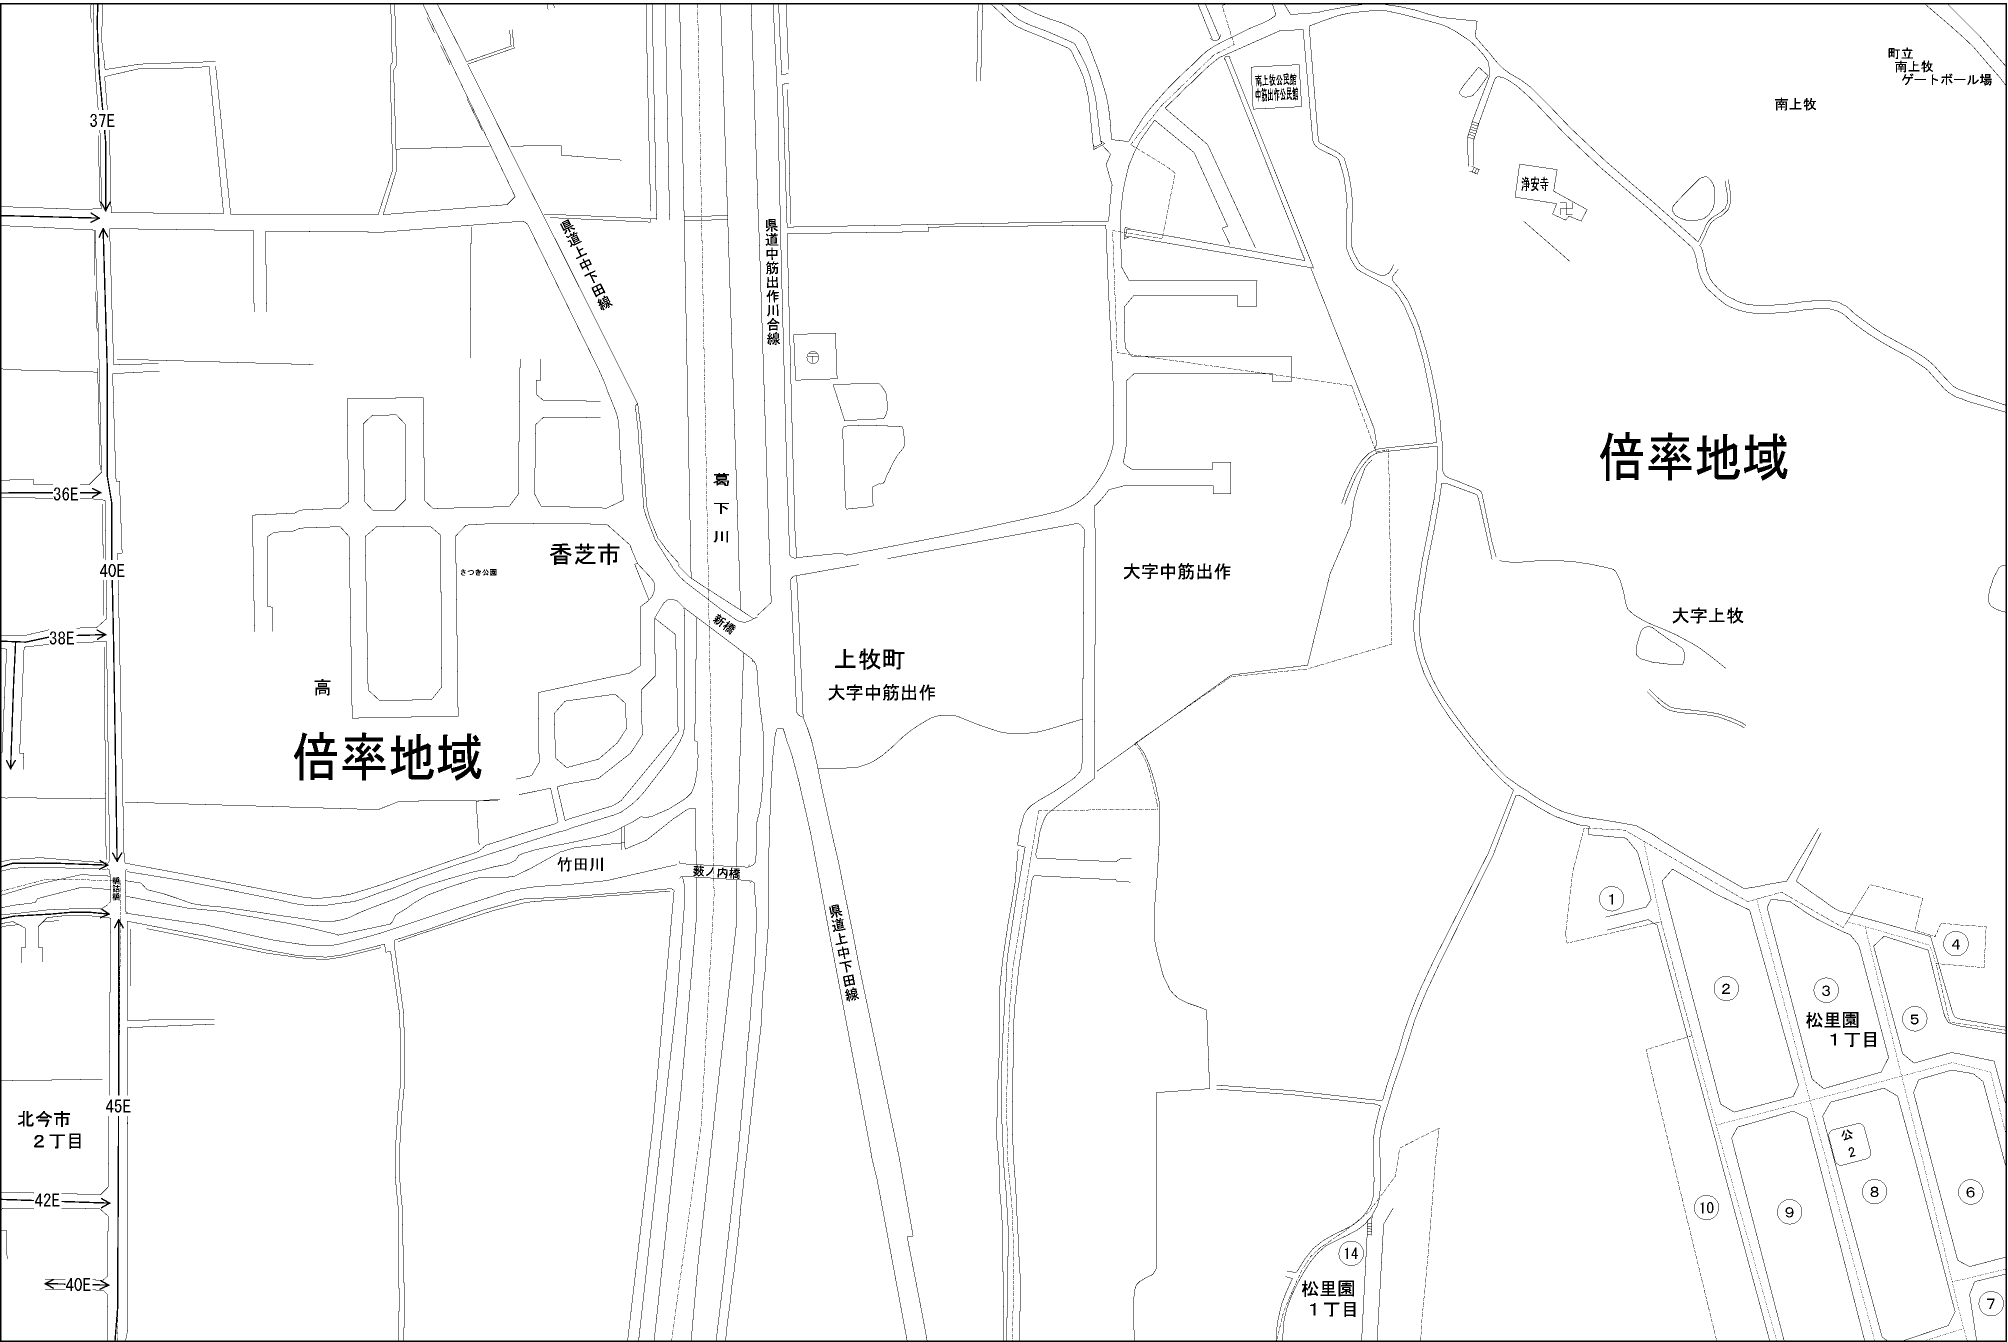 町立
南上牧
ゲートボール場
南上牧公民館
中筋出作公民館
南上牧
37E
浄安寺
県道上中下田線
県道中筋出作川合線
倍率地域
36E
葛下川
香芝市
40E
さつき公園
大字中筋出作
大字上牧
新橋
38E
上牧町
大字中筋出作
高
倍率地域
竹田川
薮ノ内橋
県道上中下田線
1
2
3
松里園
1丁目
4
5
45E
北今市
2丁目
公
2
8
6
10
9
42E
14
松里園
1丁目
40E
7